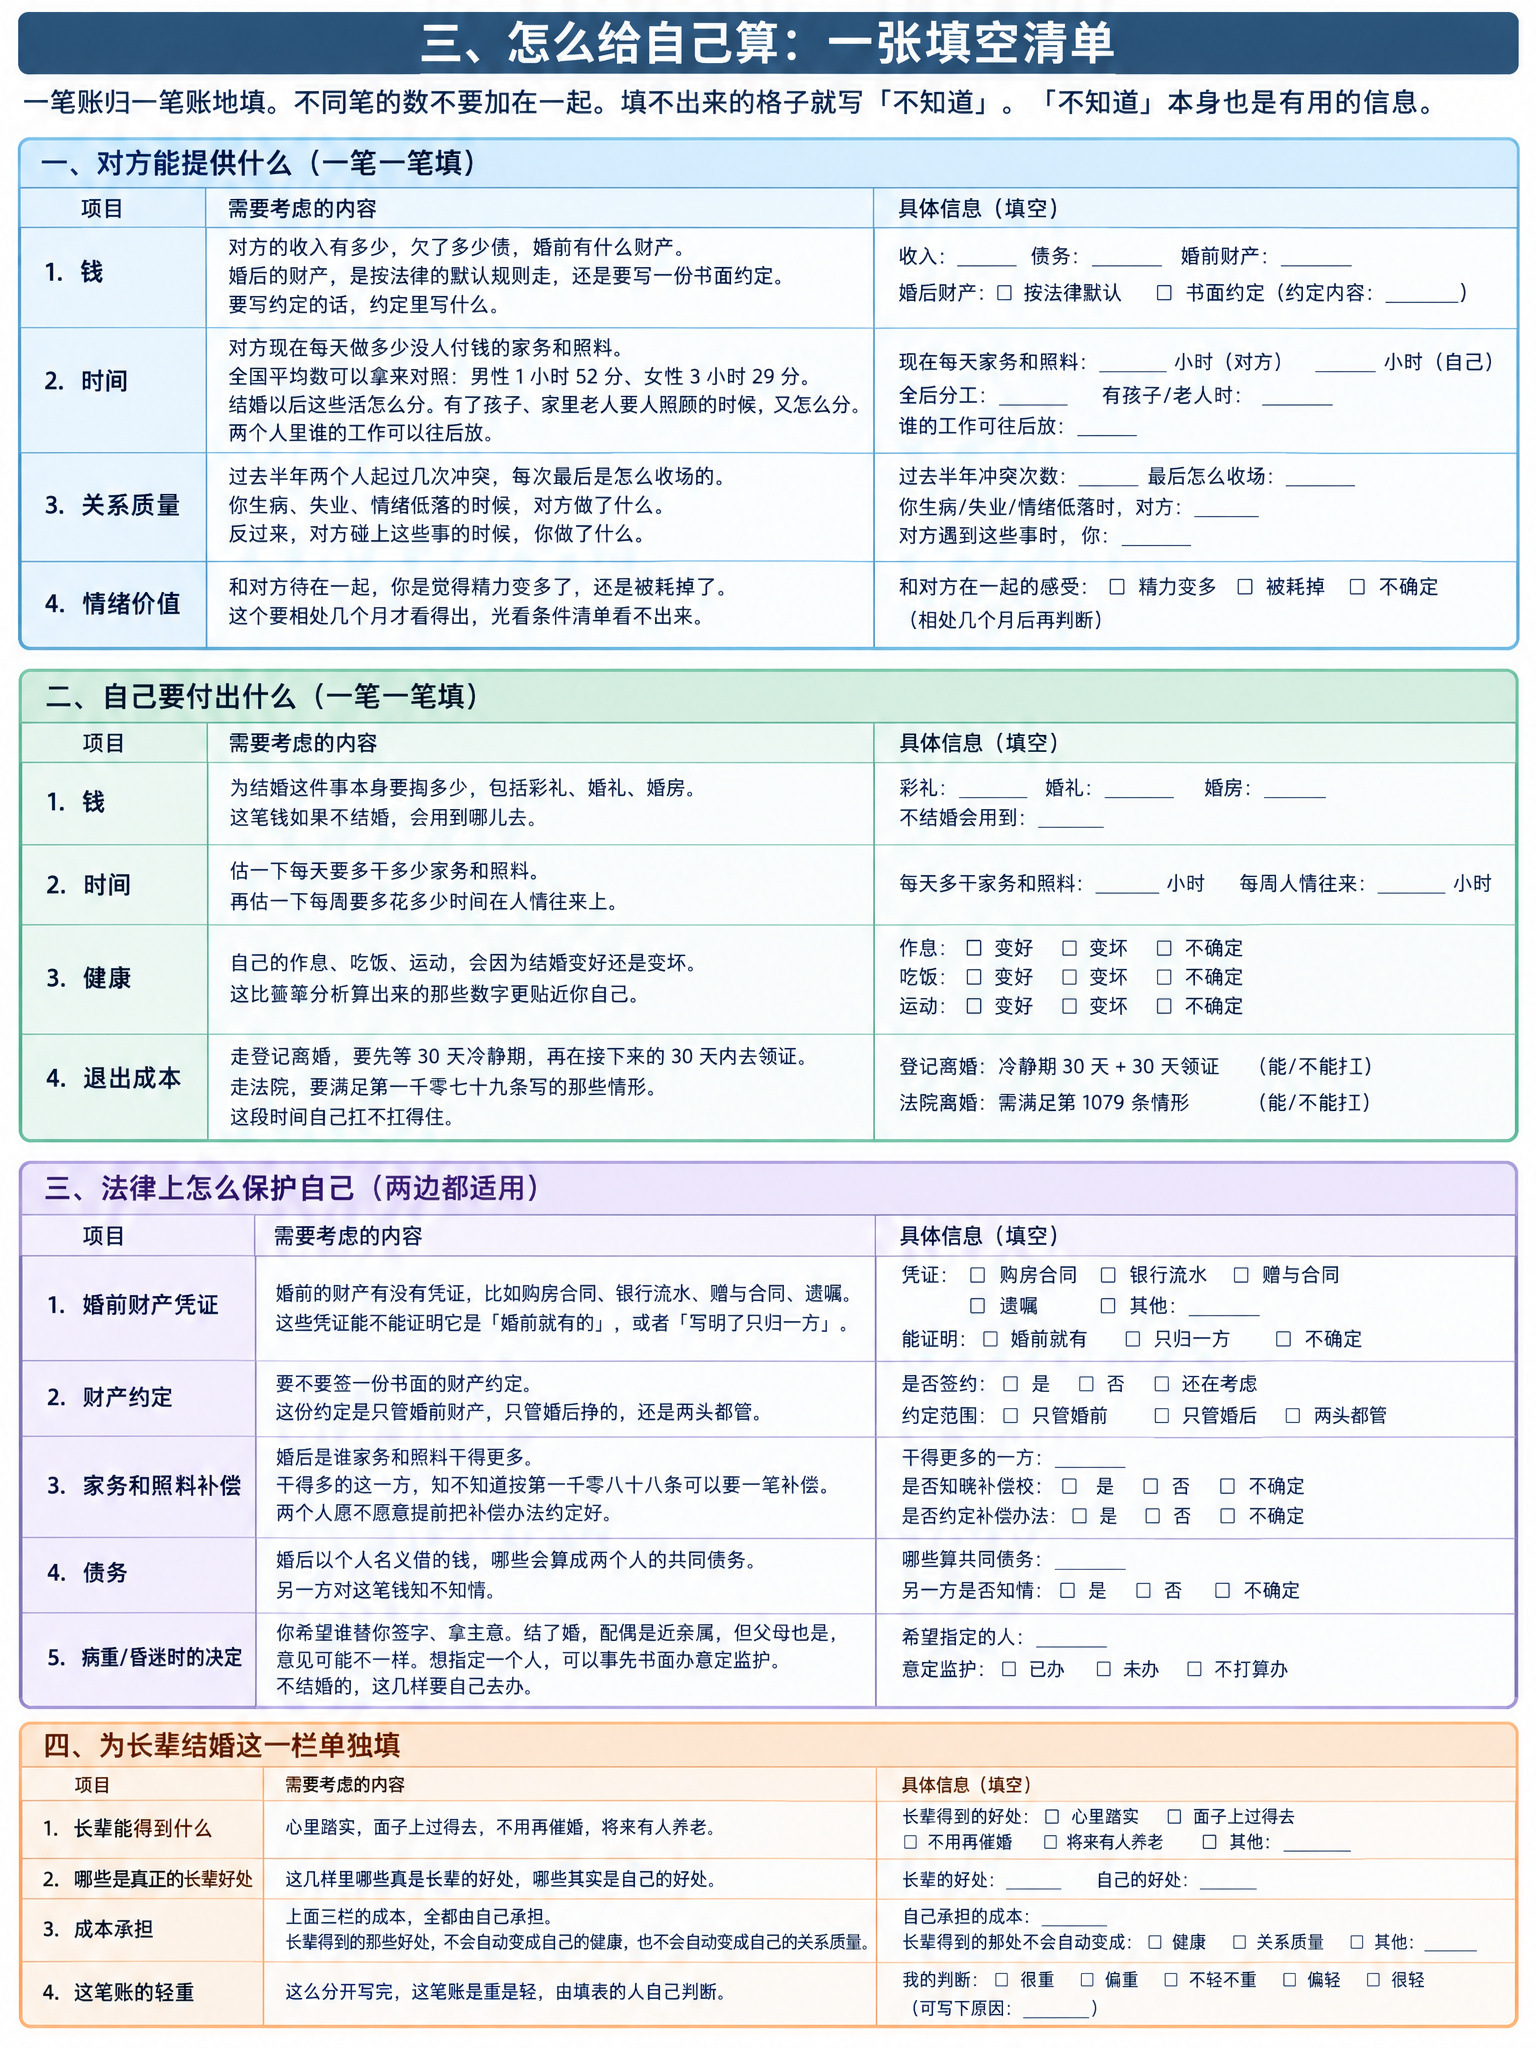 三、怎么给自己算：一张填空清单
一笔账归一笔账地填。不同笔的数不要加在一起。填不出来的格子就写「不知道」。「不知道」本身也是有用的信息。
一、对方能提供什么（一笔一笔填）
项目 需要考虑的内容 具体信息（填空）
1. 钱
对方的收入有多少，欠了多少债，婚前有什么财产。
婚后的财产，是按法律的默认规则走，还是要写一份书面约定。
要写约定的话，约定里写什么。
收入：______ 债务：______ 婚前财产：______
婚后财产：☐ 按法律默认 ☐ 书面约定（约定内容：______）
2. 时间
对方现在每天做多少没人付钱的家务和照料。
全国平均数可以拿来对照：男性 1 小时 52 分、女性 3 小时 29 分。
结婚以后这些活怎么分。有了孩子、家里老人要人照顾的时候，又怎么分。
两个人里谁的工作可以往后放。
现在每天家务和照料：______ 小时（对方） ______ 小时（自己）
全后分工：______ 有孩子/老人时：______
谁的工作可往后放：______
3. 关系质量
过去半年两个人起过几次冲突，每次最后是怎么收场的。
你生病、失业、情绪低落的时候，对方做了什么。
反过来，对方碰上这些事的时候，你做了什么。
过去半年冲突次数：______ 最后怎么收场：______
你生病/失业/情绪低落时，对方：______
对方遇到这些事时，你：______
4. 情绪价值
和对方待在一起，你是觉得精力变多了，还是被耗掉了。
这个要相处几个月才看得出，光看条件清单看不出来。
和对方在一起的感受：☐ 精力变多 ☐ 被耗掉 ☐ 不确定
（相处几个月后再判断）
二、自己要付出什么（一笔一笔填）
项目 需要考虑的内容 具体信息（填空）
1. 钱
为结婚这件事本身要掏多少，包括彩礼、婚礼、婚房。
这笔钱如果不结婚，会用到哪儿去。
彩礼：______ 婚礼：______ 婚房：______
不结婚会用到：______
2. 时间
估一下每天要多干多少家务和照料。
再估一下每周要多花多少时间在人情往来上。
每天多干家务和照料：______ 小时 每周人情往来：______ 小时
3. 健康
自己的作息、吃饭、运动，会因为结婚变好还是变坏。
这比分析算出来的那些数字更贴近你自己。
作息：☐ 变好 ☐ 变坏 ☐ 不确定
吃饭：☐ 变好 ☐ 变坏 ☐ 不确定
运动：☐ 变好 ☐ 变坏 ☐ 不确定
4. 退出成本
走登记离婚，要先等 30 天冷静期，再在接下来的 30 天内去领证。
走法院，要满足第一千零七十九条写的那些情形。
这段时间自己扛不扛得住。
登记离婚：冷静期 30 天 + 30 天领证 （能/不能扛）
法院离婚：需满足第 1079 条情形 （能/不能扛）
三、法律上怎么保护自己（两边都适用）
项目 需要考虑的内容 具体信息（填空）
1. 婚前财产凭证
婚前的财产有没有凭证，比如购房合同、银行流水、赠与合同、遗嘱。
这些凭证能不能证明它是「婚前就有的」，或者「写明了只归一方」。
凭证：☐ 购房合同 ☐ 银行流水 ☐ 赠与合同
☐ 遗嘱 ☐ 其他：______
能证明：☐ 婚前就有 ☐ 只归一方 ☐ 不确定
2. 财产约定
要不要签一份书面的财产约定。
这份约定是只管婚前财产，只管婚后挣的，还是两头都管。
是否签约：☐ 是 ☐ 否 ☐ 还在考虑
约定范围：☐ 只管婚前 ☐ 只管婚后 ☐ 两头都管
3. 家务和照料补偿
婚后是谁家务和照料干得更多。
干得多的这一方，知不知道按第一千零八十八条可以要一笔补偿。
两个人愿不愿意提前把补偿办法约定好。
干得更多的一方：______
是否知补偿校：☐ 是 ☐ 否 ☐ 不确定
是否约定补偿办法：☐ 是 ☐ 否 ☐ 不确定
4. 债务
婚后以个人名义借的钱，哪些会算成两个人的共同债务。
另一方对这笔钱知不知情。
哪些算共同债务：______
另一方是否知情：☐ 是 ☐ 否 ☐ 不确定
5. 病重/昏迷时的决定
你希望谁替你签字、拿主意。结了婚，配偶是近亲属，但父母也是，
意见可能不一样。想指定一个人，可以事先书面办意定监护。
不结婚的，这几样要自己去办。
希望指定的人：______
意定监护：☐ 已办 ☐ 未办 ☐ 不打算办
四、为长辈结婚这一栏单独填
项目 需要考虑的内容 具体信息（填空）
1. 长辈能得到什么
心里踏实，面子上过得去，不用再催婚，将来有人养老。
长辈得到的好处：☐ 心里踏实 ☐ 面子上过得去
☐ 不用再催婚 ☐ 将来有人养老 ☐ 其他：______
2. 哪些是真正的长辈好处
这几样里哪些真是长辈的好处，哪些其实是自己的好处。
长辈的好处：______ 自己的好处：______
3. 成本承担
上面三栏的成本，全都由自己承担。
长辈得到的那些好处，不会自动变成自己的健康，也不会自动变成自己的关系质量。
自己承担的成本：______
长辈得到的那处不会自动变成：☐ 健康 ☐ 关系质量 ☐ 其他：______
4. 这笔账的轻重
这么分开写完，这笔账是重是轻，由填表的人自己判断。
我的判断：☐ 很重 ☐ 偏重 ☐ 不轻不重 ☐ 偏轻 ☐ 很轻
（可写下原因：______）